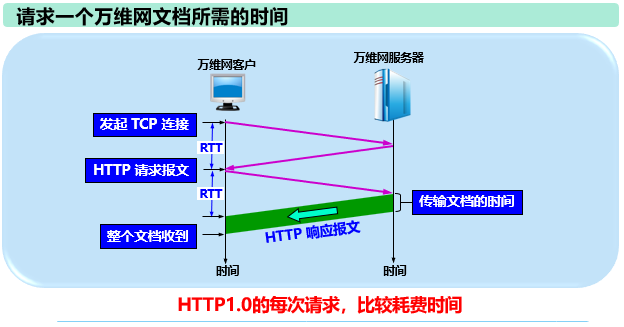 请求一个万维网文档所需的时间
万维网客户
万维网服务器
发起 TCP 连接
RTT
HTTP 请求报文
RTT
传输文档的时间
HTTP 响应报文
整个文档收到
时间
时间
HTTP1.0的每次请求，比较耗费时间